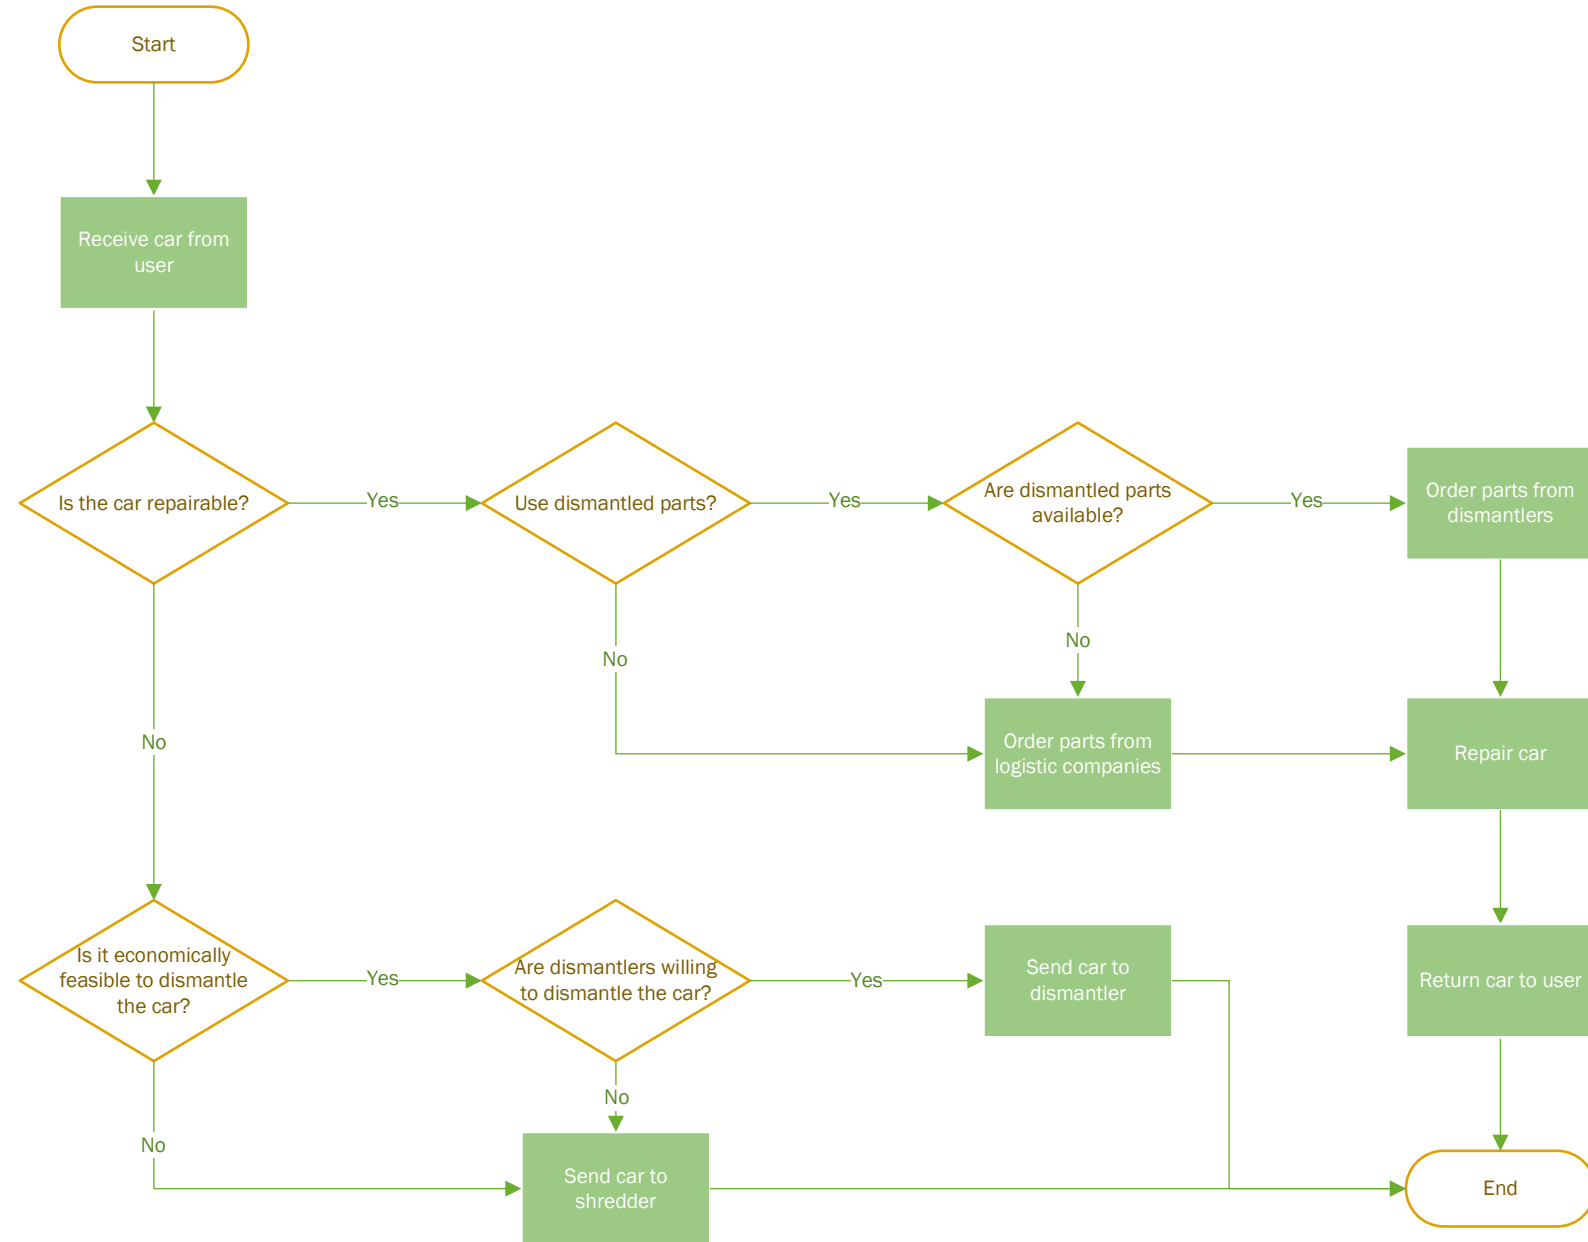 Start
Receive car from
user
Is the car repairable?
Yes
Use dismantled parts?
Yes
Are dismantled parts
available?
Yes
Order parts from
dismantlers
No
No
No
Order parts from
logistic companies
Repair car
Is it economically
feasible to dismantle
the car?
Yes
Are dismantlers willing
to dismantle the car?
Yes
Send car to
dismantler
Return car to user
No
No
Send car to
shredder
End